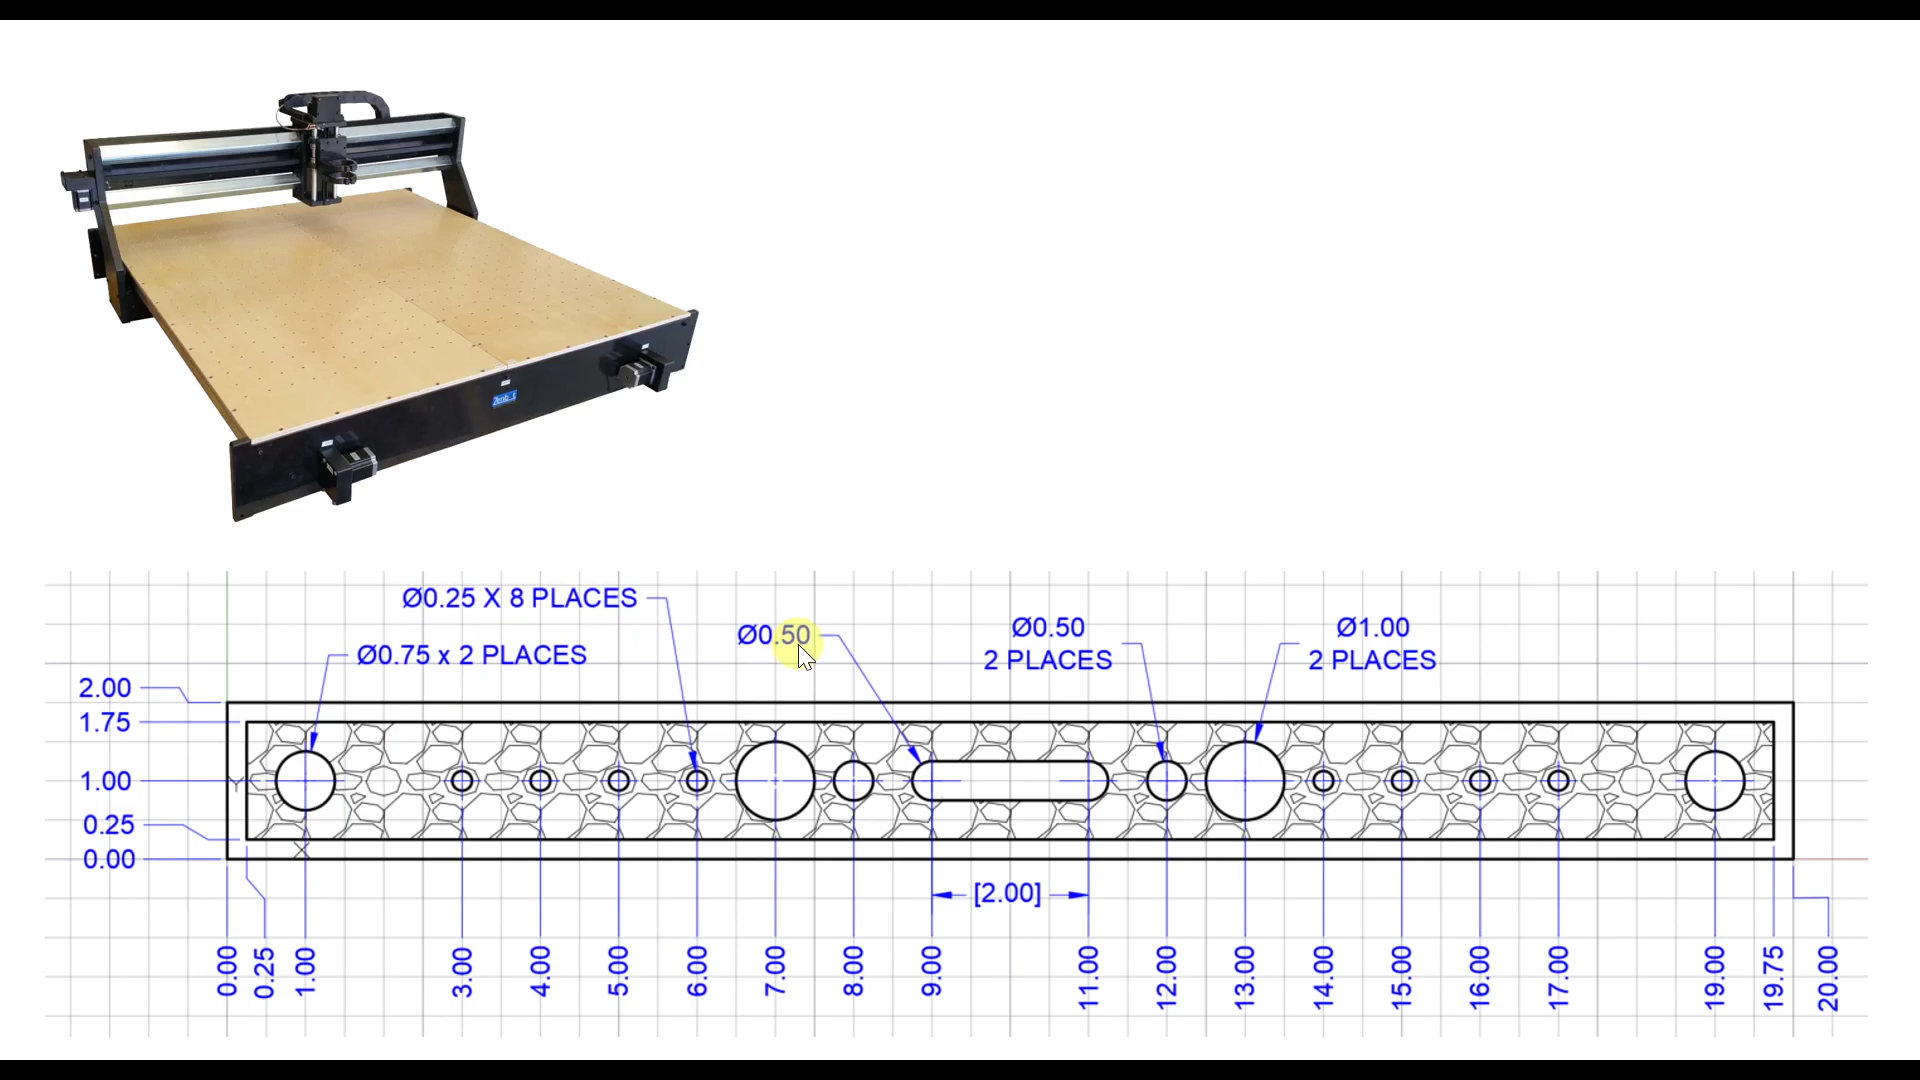 Ø0.25 X 8 PLACES
Ø0.75 x 2 PLACES
Ø0.50
Ø0.50
2 PLACES
Ø1.00
2 PLACES
2.00
1.75
1.00
0.25
0.00
Y
X
[2.00]
0.00
0.25
1.00
3.00
4.00
5.00
6.00
7.00
8.00
9.00
11.00
12.00
13.00
14.00
15.00
16.00
17.00
19.00
19.75
20.00